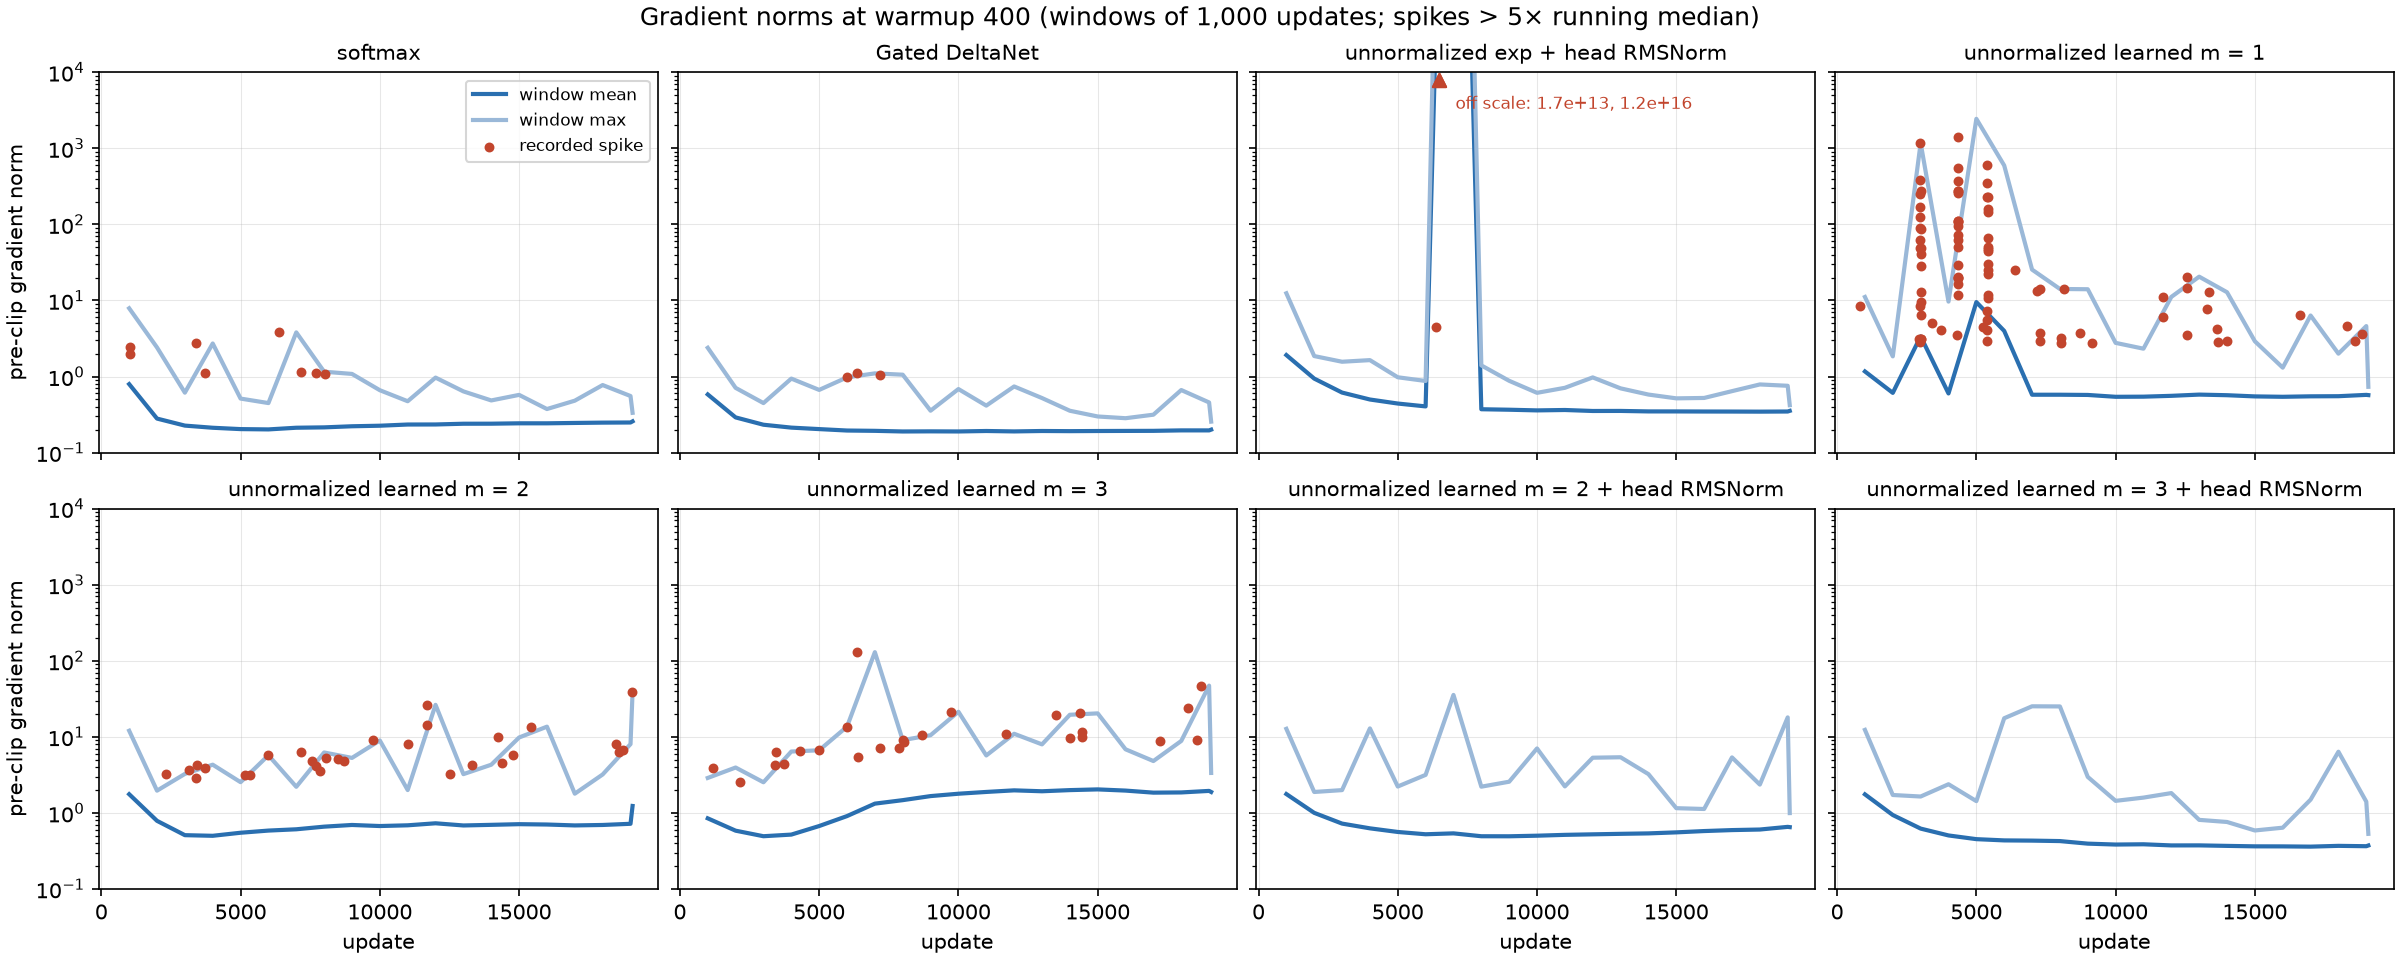 Gradient norms at warmup 400 (windows of 1,000 updates; spikes > 5× running median)
softmax
Gated DeltaNet
unnormalized exp + head RMSNorm
unnormalized learned m = 1
pre-clip gradient norm
10⁴
10³
10²
10¹
10⁰
10⁻¹
window mean
window max
recorded spike
off scale: 1.7e+13, 1.2e+16
unnormalized learned m = 2
unnormalized learned m = 3
unnormalized learned m = 2 + head RMSNorm
unnormalized learned m = 3 + head RMSNorm
pre-clip gradient norm
10⁴
10³
10²
10¹
10⁰
10⁻¹
0 5000 10000 15000
0 5000 10000 15000
0 5000 10000 15000
0 5000 10000 15000
update
update
update
update